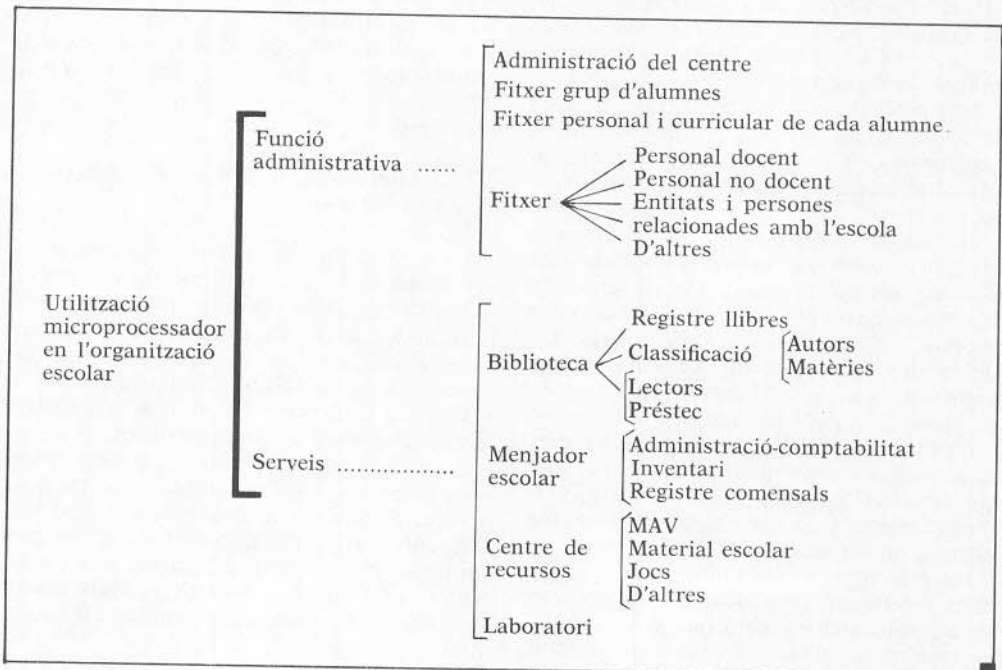 Administració del centre
Fitxer grup d'alumnes
Fitxer personal i curricular de cada alumne.
Funció
administrativa ......
Fitxer
Personal docent
Personal no docent
Entitats i persones
relacionades amb l'escola
D'altres
Utilització
microprocessador
en l'organització
escolar
Biblioteca
Registre llibres
Classificació
Autors
Matèries
Lectors
Préstec
Serveis .................
Menjador
escolar
Administració-comptabilitat
Inventari
Registre comensals
Centre de
recursos
MAV
Material escolar
Jocs
D'altres
Laboratori